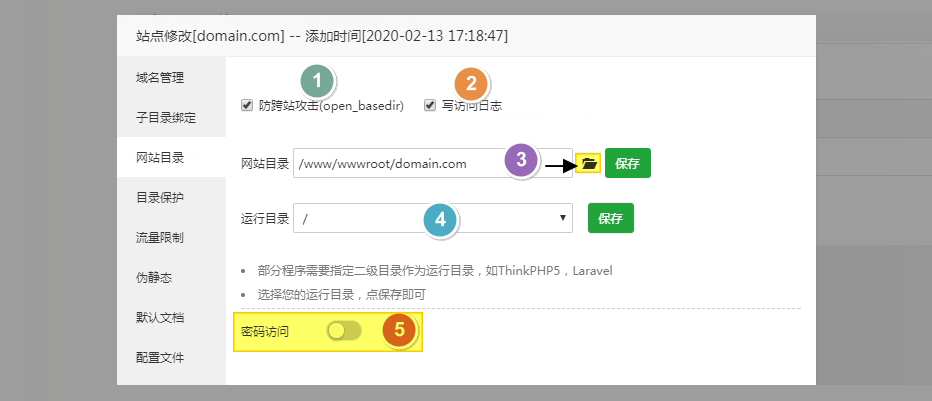 站点修改[domain.com] -- 添加时间[2020-02-13 17:18:47]
域名管理
子目录绑定
网站目录
目录保护
流量限制
伪静态
默认文档
配置文件
1
2
防跨站攻击(open_basedir) 写访问日志
网站目录 /www/wwwroot/domain.com 3 保存
运行目录 / 4 保存
• 部分程序需要指定二级目录作为运行目录，如ThinkPHP5，Laravel
• 选择您的运行目录，点保存即可
密码访问 5